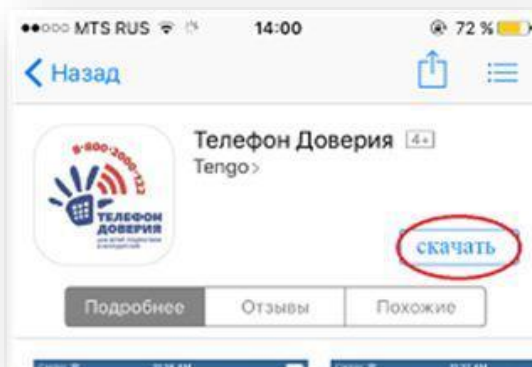 MTS RUS 14:00 72 %
Назад
8-800-2000-122
ТЕЛЕФОН
ДОВЕРИЯ
Телефон Доверия 4+
Tengo
скачать
Подробнее Отзывы Похожие